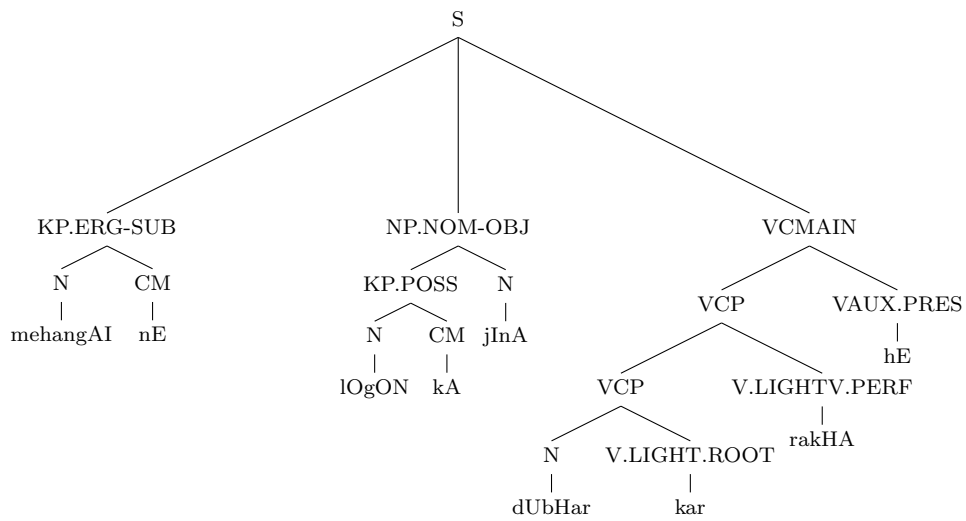 S
KP.ERG-SUB NP.NOM-OBJ VCMAIN
N CM KP.POSS N VCP VAUX.PRES
mehangAI nE N CM jInA hE
lOgON kA VCP V.LIGHTV.PERF
rakHA
N V.LIGHT.ROOT
dUbHar kar